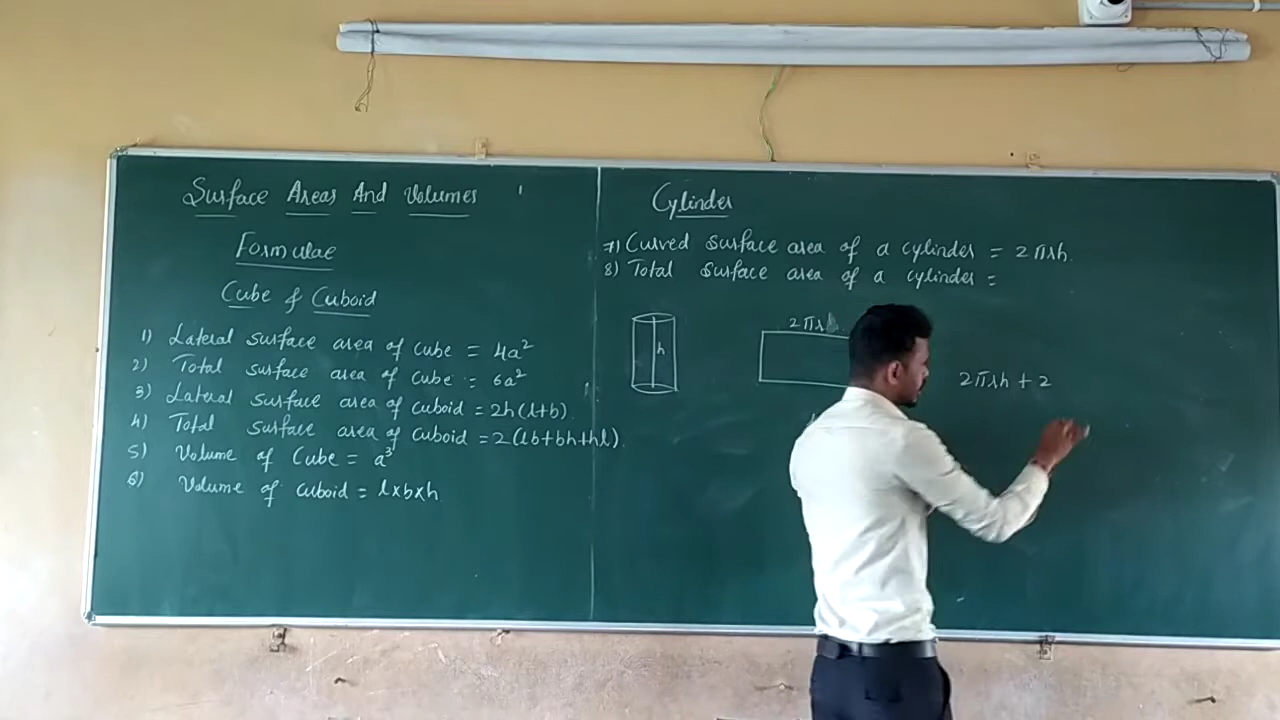 Surface Areas And Volumes
Formulae
Cube & Cuboid
1) Lateral surface area of cube = 4a²
2) Total surface area of cube = 6a²
3) Lateral surface area of cuboid = 2h(l+b).
4) Total surface area of cuboid = 2(lb+bh+hl).
5) Volume of Cube = a³
6) Volume of cuboid = l×b×h
Cylinder
7) Curved surface area of a cylinder = 2πrh.
8) Total surface area of a cylinder =
h
2πr
2πrh + 2